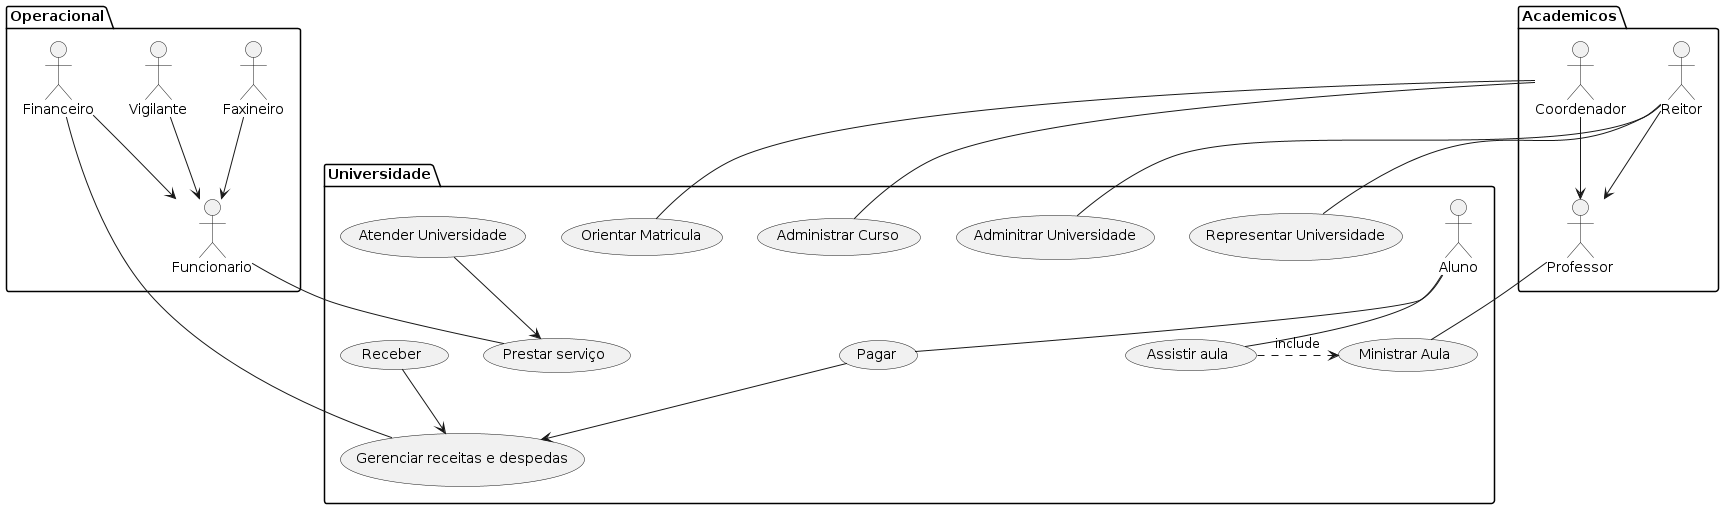 Operacional
Academicos
Financeiro
Vigilante
Faxineiro
Coordenador
Reitor
Universidade
Atender Universidade
Orientar Matricula
Administrar Curso
Adminitrar Universidade
Representar Universidade
Funcionario
Aluno
Professor
include
Receber
Prestar serviço
Pagar
Assistir aula
Ministrar Aula
Gerenciar receitas e despedas